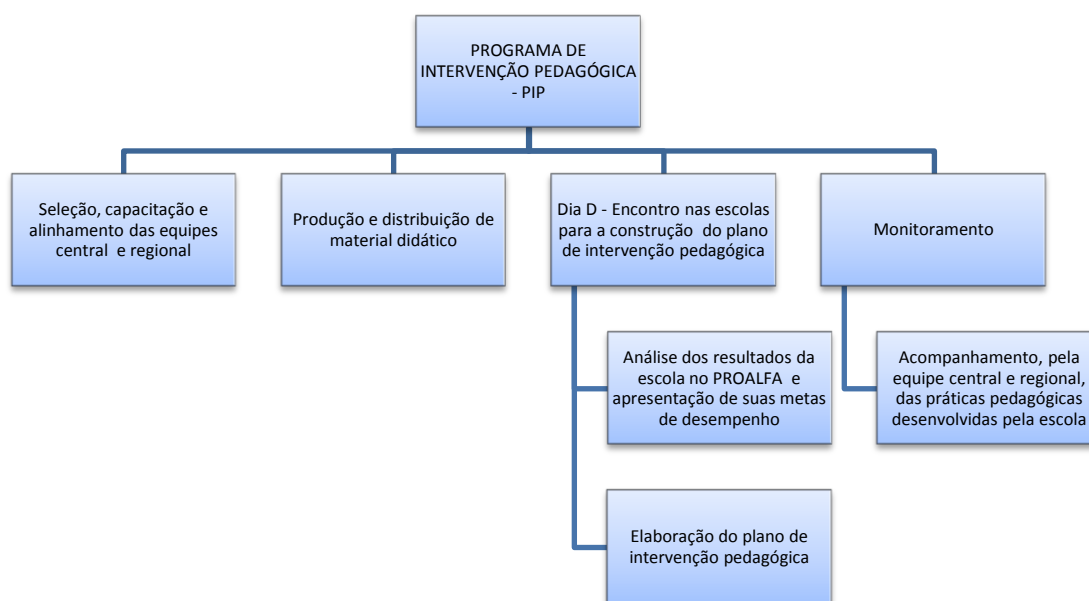 PROGRAMA DE
INTERVENÇÃO PEDAGÓGICA
- PIP
Seleção, capacitação e
alinhamento das equipes
central e regional
Produção e distribuição de
material didático
Dia D - Encontro nas escolas
para a construção do plano
de intervenção pedagógica
Monitoramento
Análise dos resultados da
escola no PROALFA e
apresentação de suas metas
de desempenho
Acompanhamento, pela
equipe central e regional,
das práticas pedagógicas
desenvolvidas pela escola
Elaboração do plano de
intervenção pedagógica